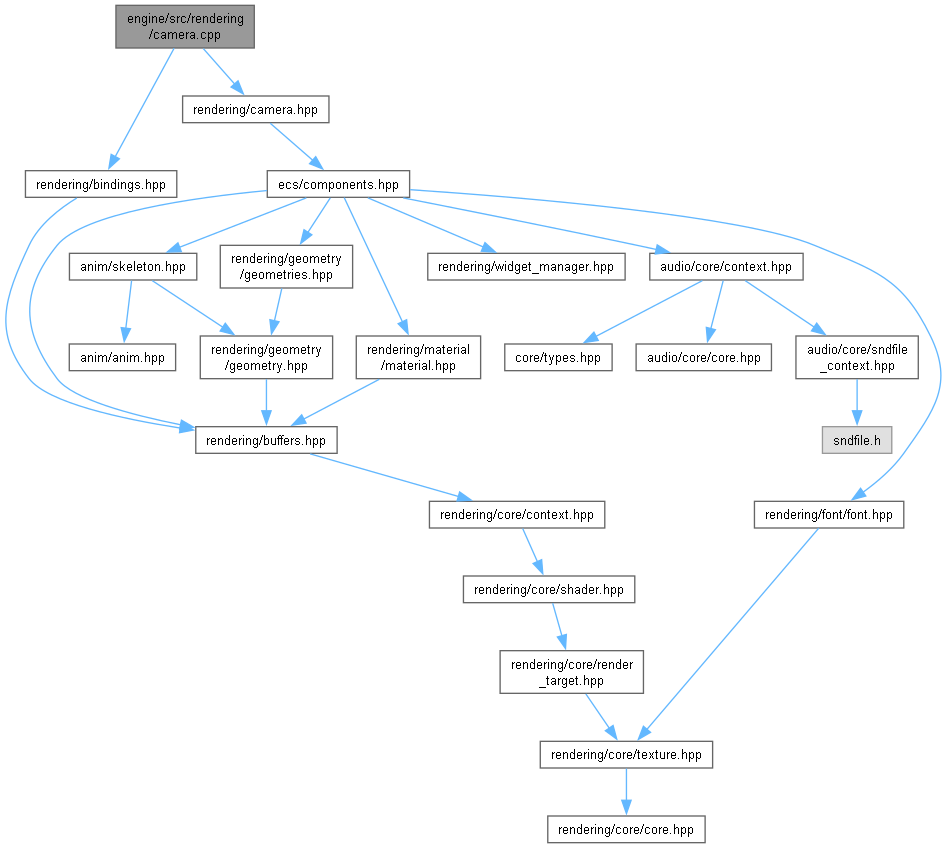 engine/src/rendering
/camera.cpp
rendering/camera.hpp
rendering/bindings.hpp
ecs/components.hpp
anim/skeleton.hpp
rendering/geometry
/geometries.hpp
rendering/widget_manager.hpp
audio/core/context.hpp
anim/anim.hpp
rendering/geometry
/geometry.hpp
rendering/material
/material.hpp
core/types.hpp
audio/core/core.hpp
audio/core/sndfile
_context.hpp
rendering/buffers.hpp
sndfile.h
rendering/core/context.hpp
rendering/font/font.hpp
rendering/core/shader.hpp
rendering/core/render
_target.hpp
rendering/core/texture.hpp
rendering/core/core.hpp